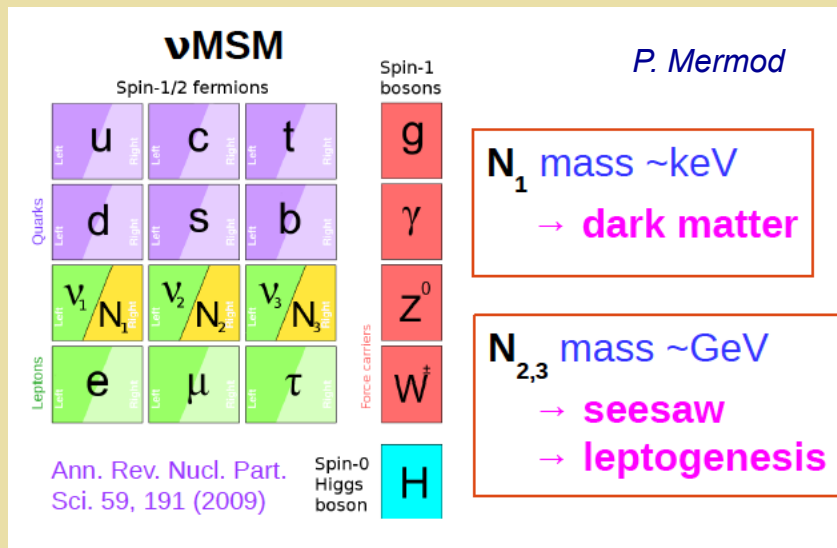 νMSM
P. Mermod
Spin-1/2 fermions
Spin-1
bosons
Quarks
Left u Right
Left c Right
Left t Right
g
Left d Right
Left s Right
Left b Right
γ
Leptons
Left ν1 N1 Right
Left ν2 N2 Right
Left ν3 N3 Right
Force carriers
Z0
Left e Right
Left μ Right
Left τ Right
W±
Ann. Rev. Nucl. Part.
Sci. 59, 191 (2009)
Spin-0
Higgs
boson
H
N1 mass ~keV
→ dark matter
N2,3 mass ~GeV
→ seesaw
→ leptogenesis